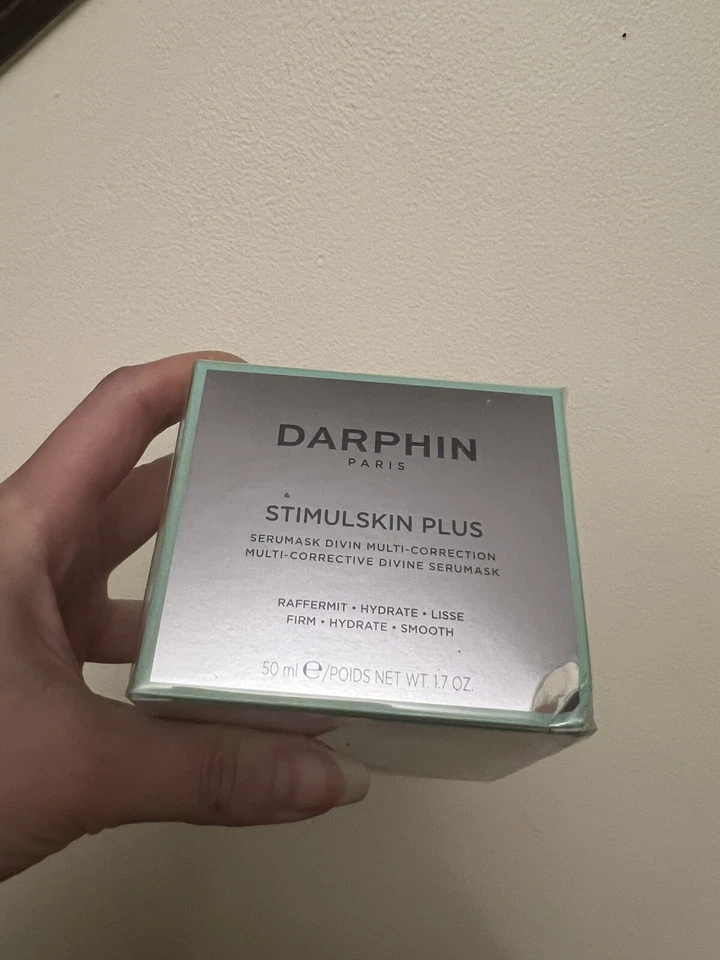 DARPHIN
PARIS
STIMULSKIN PLUS
SERUMASK DIVIN MULTI-CORRECTION
MULTI-CORRECTIVE DIVINE SERUMASK
RAFFERMIT • HYDRATE • LISSE
FIRM • HYDRATE • SMOOTH
50 ml ℮/POIDS NET WT. 1.7 OZ.